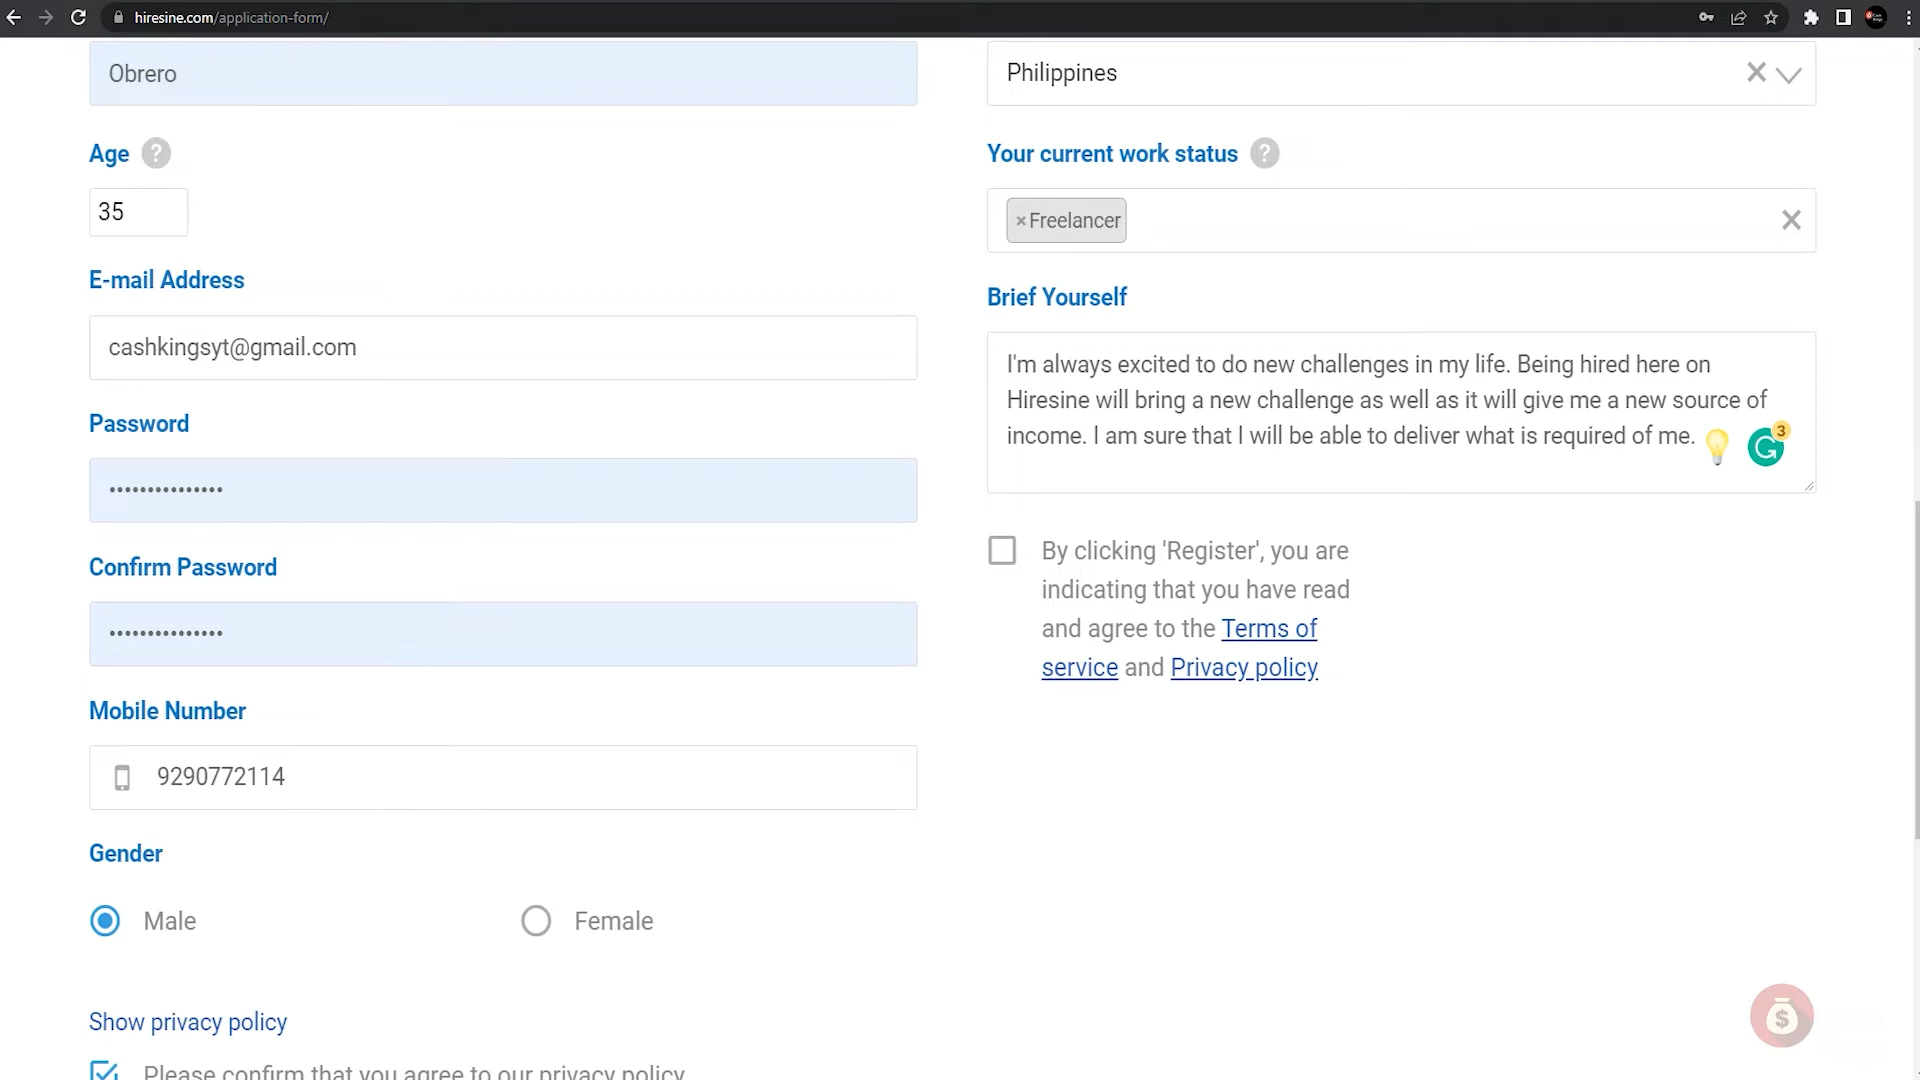 hiresine.com/application-form/
Obrero
Age ?
35
E-mail Address
cashkingsyt@gmail.com
Password
•••••••••••••••
Confirm Password
•••••••••••••••
Mobile Number
9290772114
Gender
Male Female
Show privacy policy
Please confirm that you agree to our privacy policy
Philippines
Your current work status ?
×Freelancer
Brief Yourself
I'm always excited to do new challenges in my life. Being hired here on
Hiresine will bring a new challenge as well as it will give me a new source of
income. I am sure that I will be able to deliver what is required of me.
3
By clicking 'Register', you are
indicating that you have read
and agree to the Terms of
service and Privacy policy
$